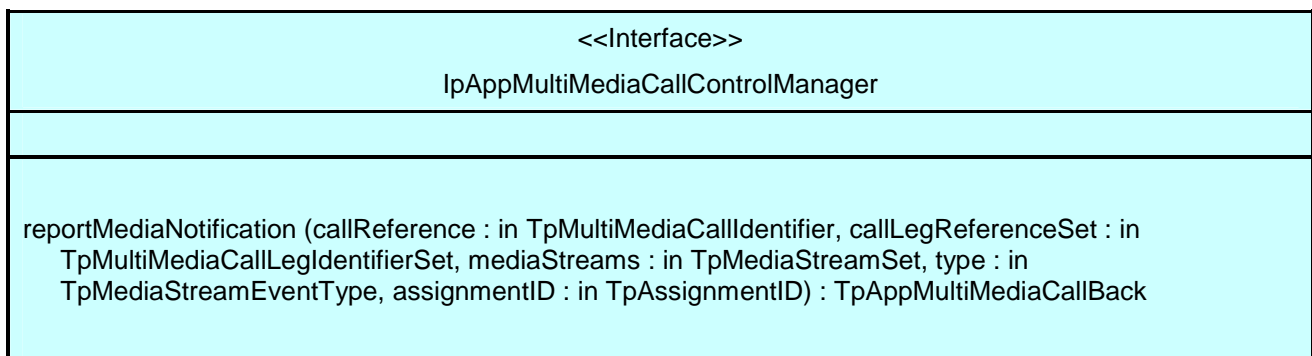 <<Interface>>
IpAppMultiMediaCallControlManager
reportMediaNotification (callReference : in TpMultiMediaCallIdentifier, callLegReferenceSet : in
TpMultiMediaCallLegIdentifierSet, mediaStreams : in TpMediaStreamSet, type : in
TpMediaStreamEventType, assignmentID : in TpAssignmentID) : TpAppMultiMediaCallBack